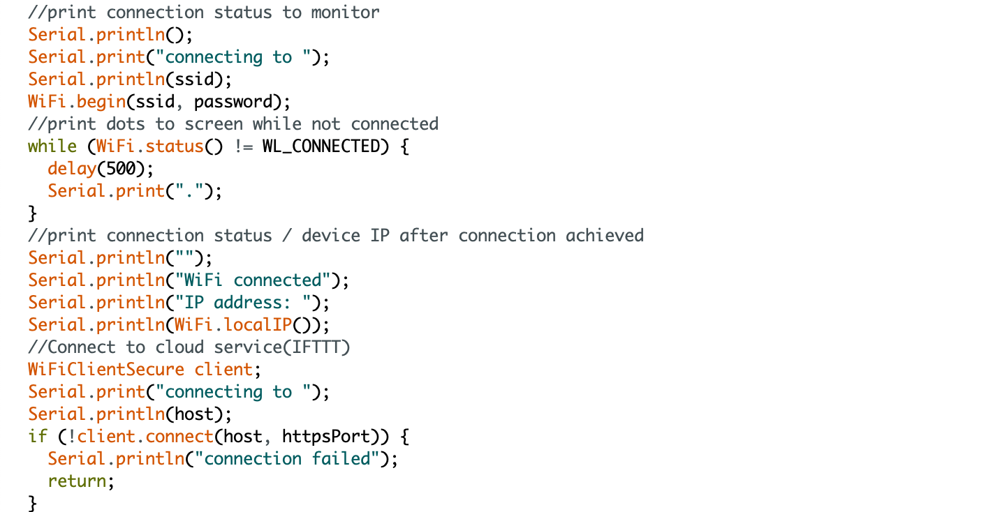 //print connection status to monitor
Serial.println();
Serial.print("connecting to ");
Serial.println(ssid);
WiFi.begin(ssid, password);
//print dots to screen while not connected
while (WiFi.status() != WL_CONNECTED) {
  delay(500);
  Serial.print(".");
}
//print connection status / device IP after connection achieved
Serial.println("");
Serial.println("WiFi connected");
Serial.println("IP address: ");
Serial.println(WiFi.localIP());
//Connect to cloud service(IFTTT)
WiFiClientSecure client;
Serial.print("connecting to ");
Serial.println(host);
if (!client.connect(host, httpsPort)) {
  Serial.println("connection failed");
  return;
}